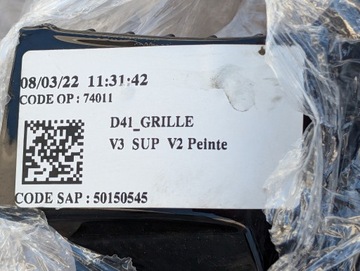 08/03/22 11:31:42
CODE OP : 74011
D41_GRILLE
V3 SUP V2 Peinte
CODE SAP : 50150545